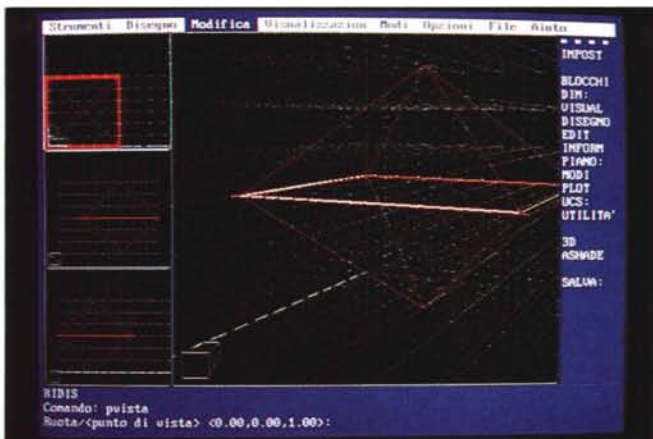 Strumenti Disegno Modifica Visualizzazioni Modi Opzioni File Aiuto
* * * *
IMPOST
BLOCCHI
DIM:
VISUAL
DISEGNO
EDIT
INFORM
PIANO:
MODI
PLOT
UCS:
UTILITA'
3D
ASHADE
SALVA:
RIDIS
Comando: pvista
Ruota/<punto di vista> <0.00,0.00,1.00>: